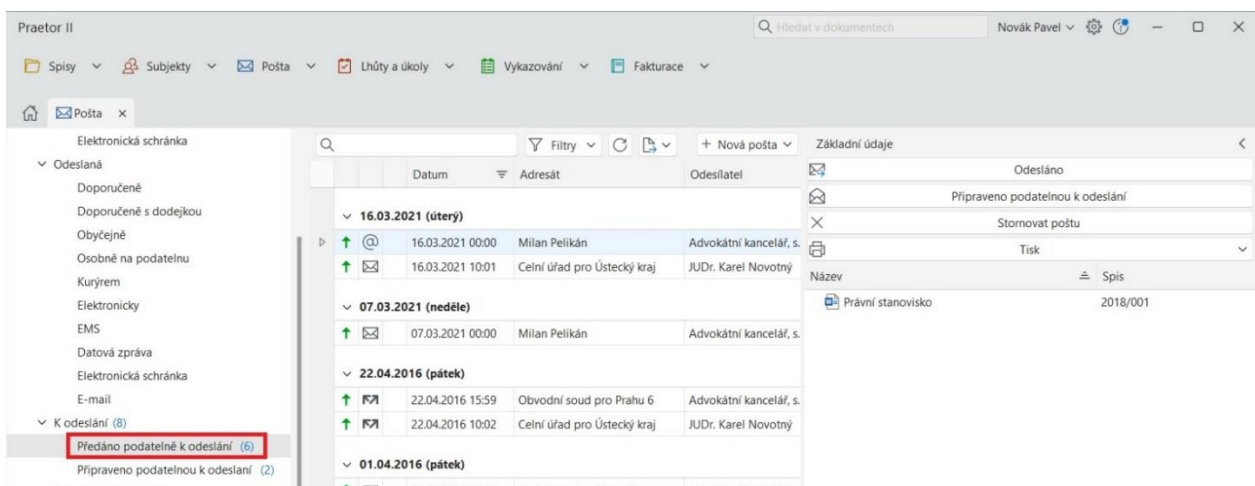 Praetor II
Hledat v dokumentech
Novák Pavel
Spisy
Subjekty
Pošta
Lhůty a úkoly
Vykazování
Fakturace
Pošta
Elektronická schránka
Odeslaná
Doporučeně
Doporučeně s dodejkou
Obyčejně
Osobně na podatelnu
Kurýrem
Elektronicky
EMS
Datová zpráva
Elektronická schránka
E-mail
K odeslání (8)
Předáno podatelně k odeslání (6)
Připraveno podatelnou k odeslaní (2)
Filtry
+ Nová pošta
Datum Adresát Odesílatel
16.03.2021 (úterý)
16.03.2021 00:00 Milan Pelikán Advokátní kancelář, s.
16.03.2021 10:01 Celní úřad pro Ústecký kraj JUDr. Karel Novotný
07.03.2021 (neděle)
07.03.2021 00:00 Milan Pelikán Advokátní kancelář, s.
22.04.2016 (pátek)
22.04.2016 15:59 Obvodní soud pro Prahu 6 Advokátní kancelář, s.
22.04.2016 10:02 Celní úřad pro Ústecký kraj JUDr. Karel Novotný
01.04.2016 (pátek)
Základní údaje
Odesláno
Připraveno podatelnou k odeslání
Stornovat poštu
Tisk
Název Spis
Právní stanovisko 2018/001